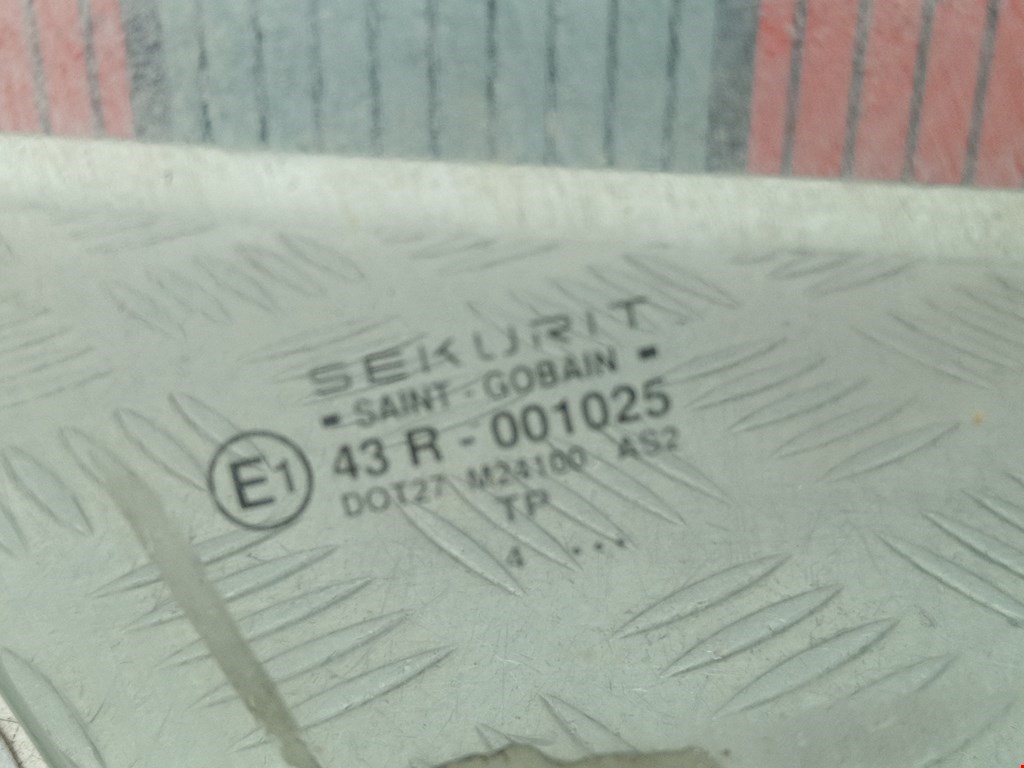 SEKURIT
- SAINT - GOBAIN -
E1 43 R - 001025
DOT27 M24100 AS2
TP
4 ...